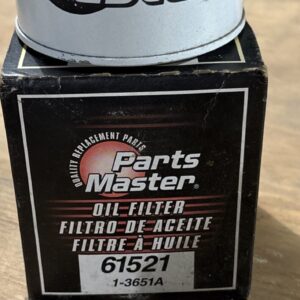 QUALITY REPLACEMENT PARTS
Parts
Master®
OIL FILTER
FILTRO DE ACEITE
FILTRE À HUILE
61521
1-3651A